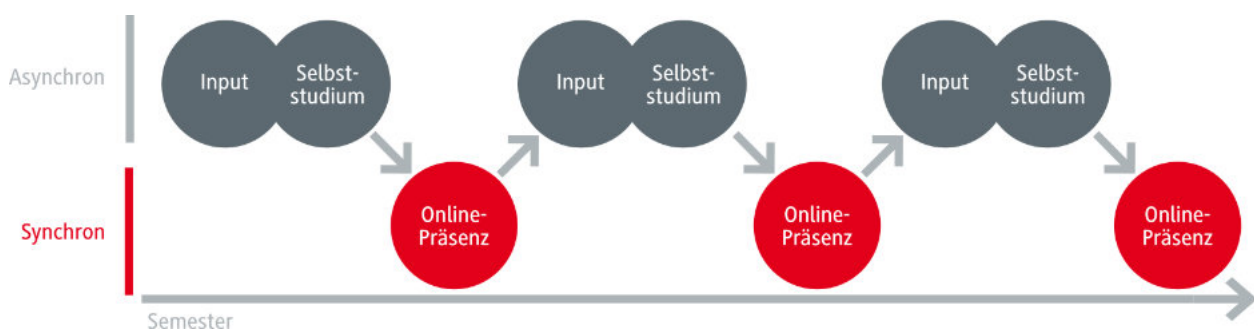 Asynchron
Input
Selbst-
studium
Input
Selbst-
studium
Input
Selbst-
studium
Synchron
Online-
Präsenz
Online-
Präsenz
Online-
Präsenz
Semester